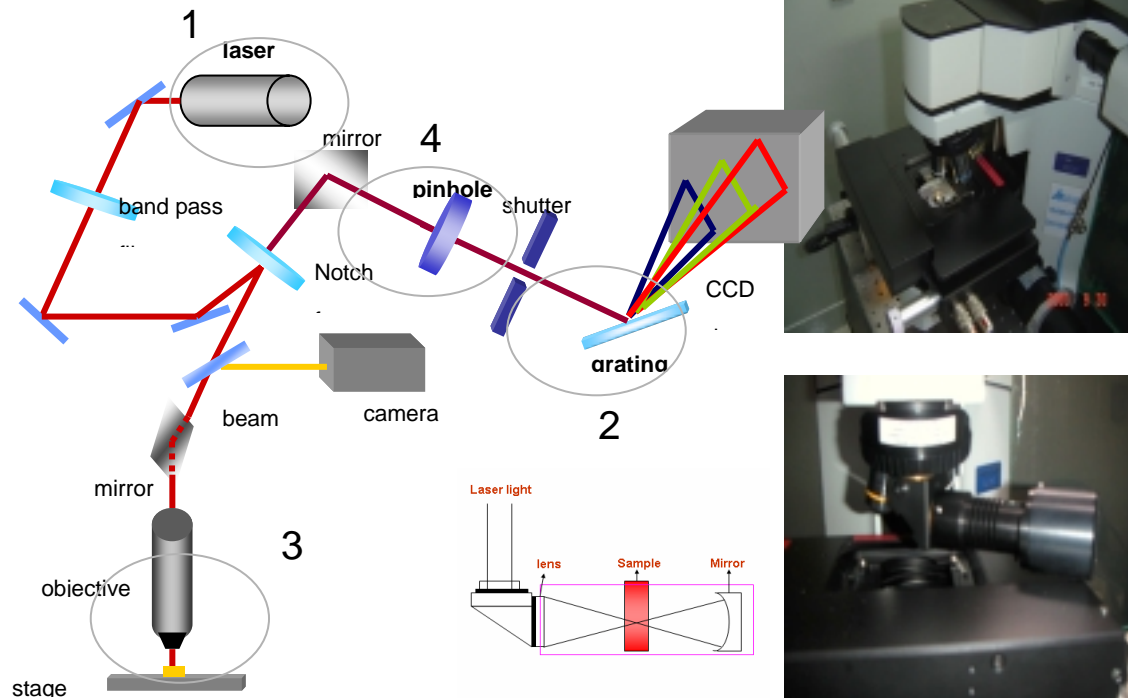 1
laser
mirror
4
pinhole
shutter
band pass
Notch
CCD
grating
beam
camera
2
mirror
3
objective
stage
Laser light
lens
Sample
Mirror